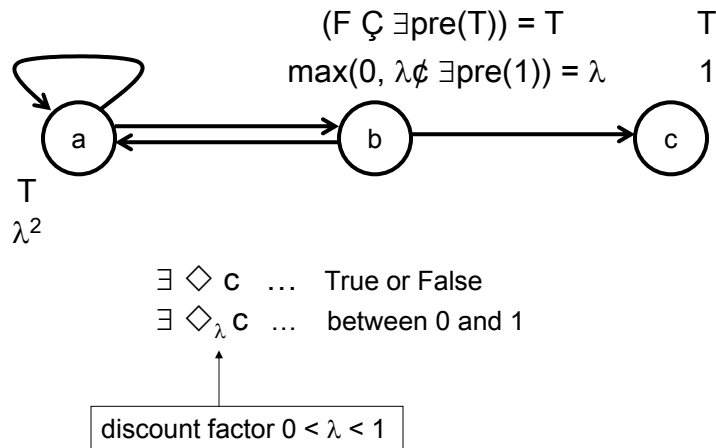 (F Ç ∃pre(T)) = T T
max(0, λ¢ ∃pre(1)) = λ 1
a b c
T
λ²
∃ ◇ c … True or False
∃ ◇λ c … between 0 and 1
discount factor 0 < λ < 1